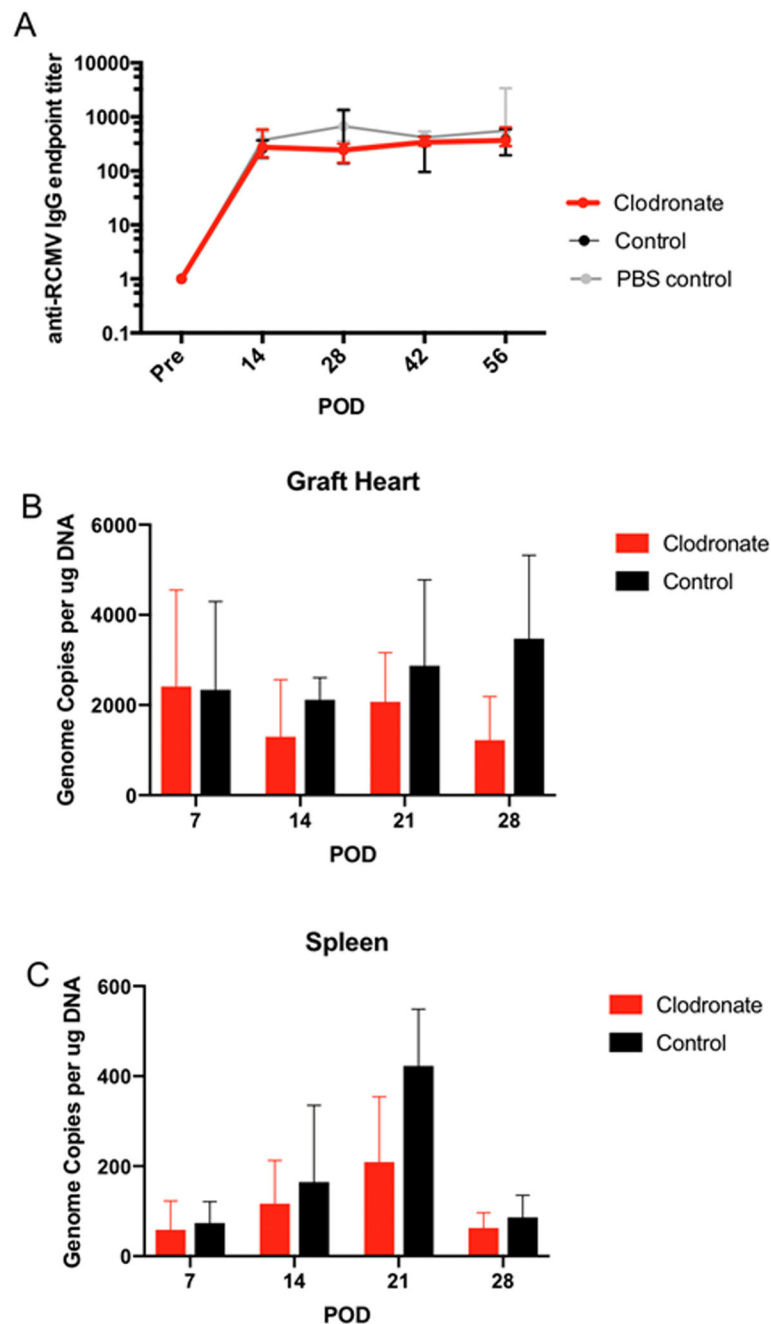 A
anti-RCMV IgG endpoint titer
10000
1000
100
10
1
0.1
Pre
14
28
42
56
POD
Clodronate
Control
PBS control
B
Graft Heart
Genome Copies per ug DNA
6000
4000
2000
0
7
14
21
28
POD
Clodronate
Control
C
Spleen
Genome Copies per ug DNA
600
400
200
0
7
14
21
28
POD
Clodronate
Control